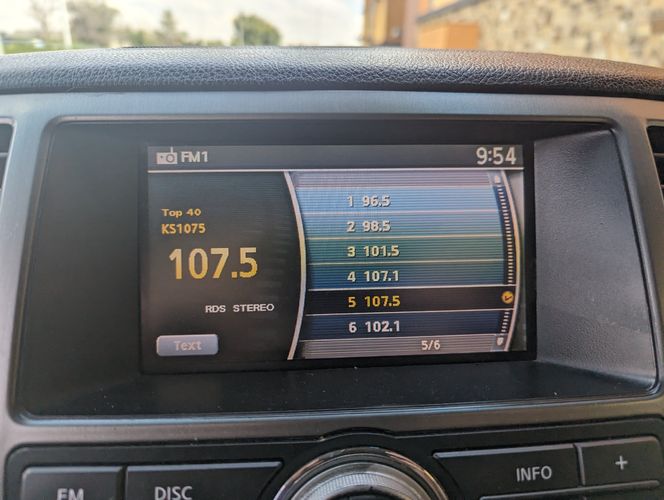 FM1
9:54
Top 40
KS1075
107.5
RDS STEREO
Text
1 96.5
2 98.5
3 101.5
4 107.1
5 107.5
6 102.1
5/6
FM
DISC
INFO
+